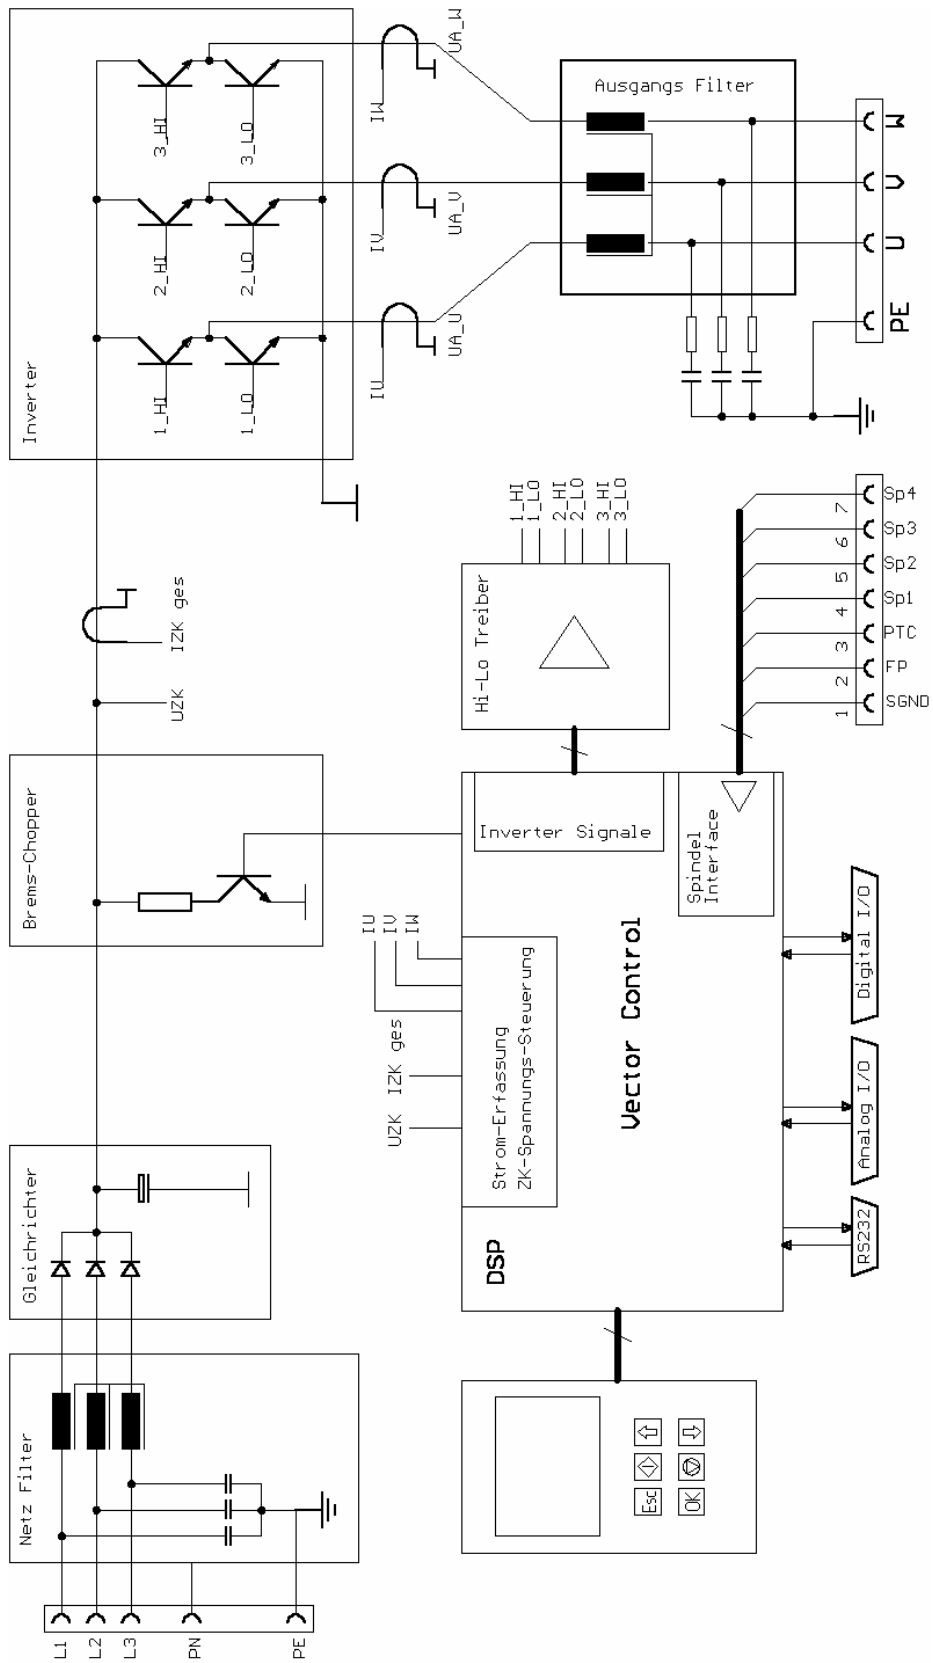 L1
L2
L3
PN
PE
Netz Filter
Gleichrichter
Brems-Chopper
UZK
IZK ges
Inverter
1_HI
1_LO
2_HI
2_LO
3_HI
3_LO
IU
UA_U
IV
UA_V
IW
UA_W
Ausgangs Filter
W
V
U
PE
Esc
OK
DSP
Vector Control
Strom-Erfassung
ZK-Spannungs-Steuerung
UZK
IZK ges
IU
IV
IW
Inverter Signale
Spindel
Interface
Hi-Lo Treiber
1_HI
1_LO
2_HI
2_LO
3_HI
3_LO
7 Sp4
6 Sp3
5 Sp2
4 Sp1
3 PTC
2 FP
1 SGND
RS232
Analog I/O
Digital I/O